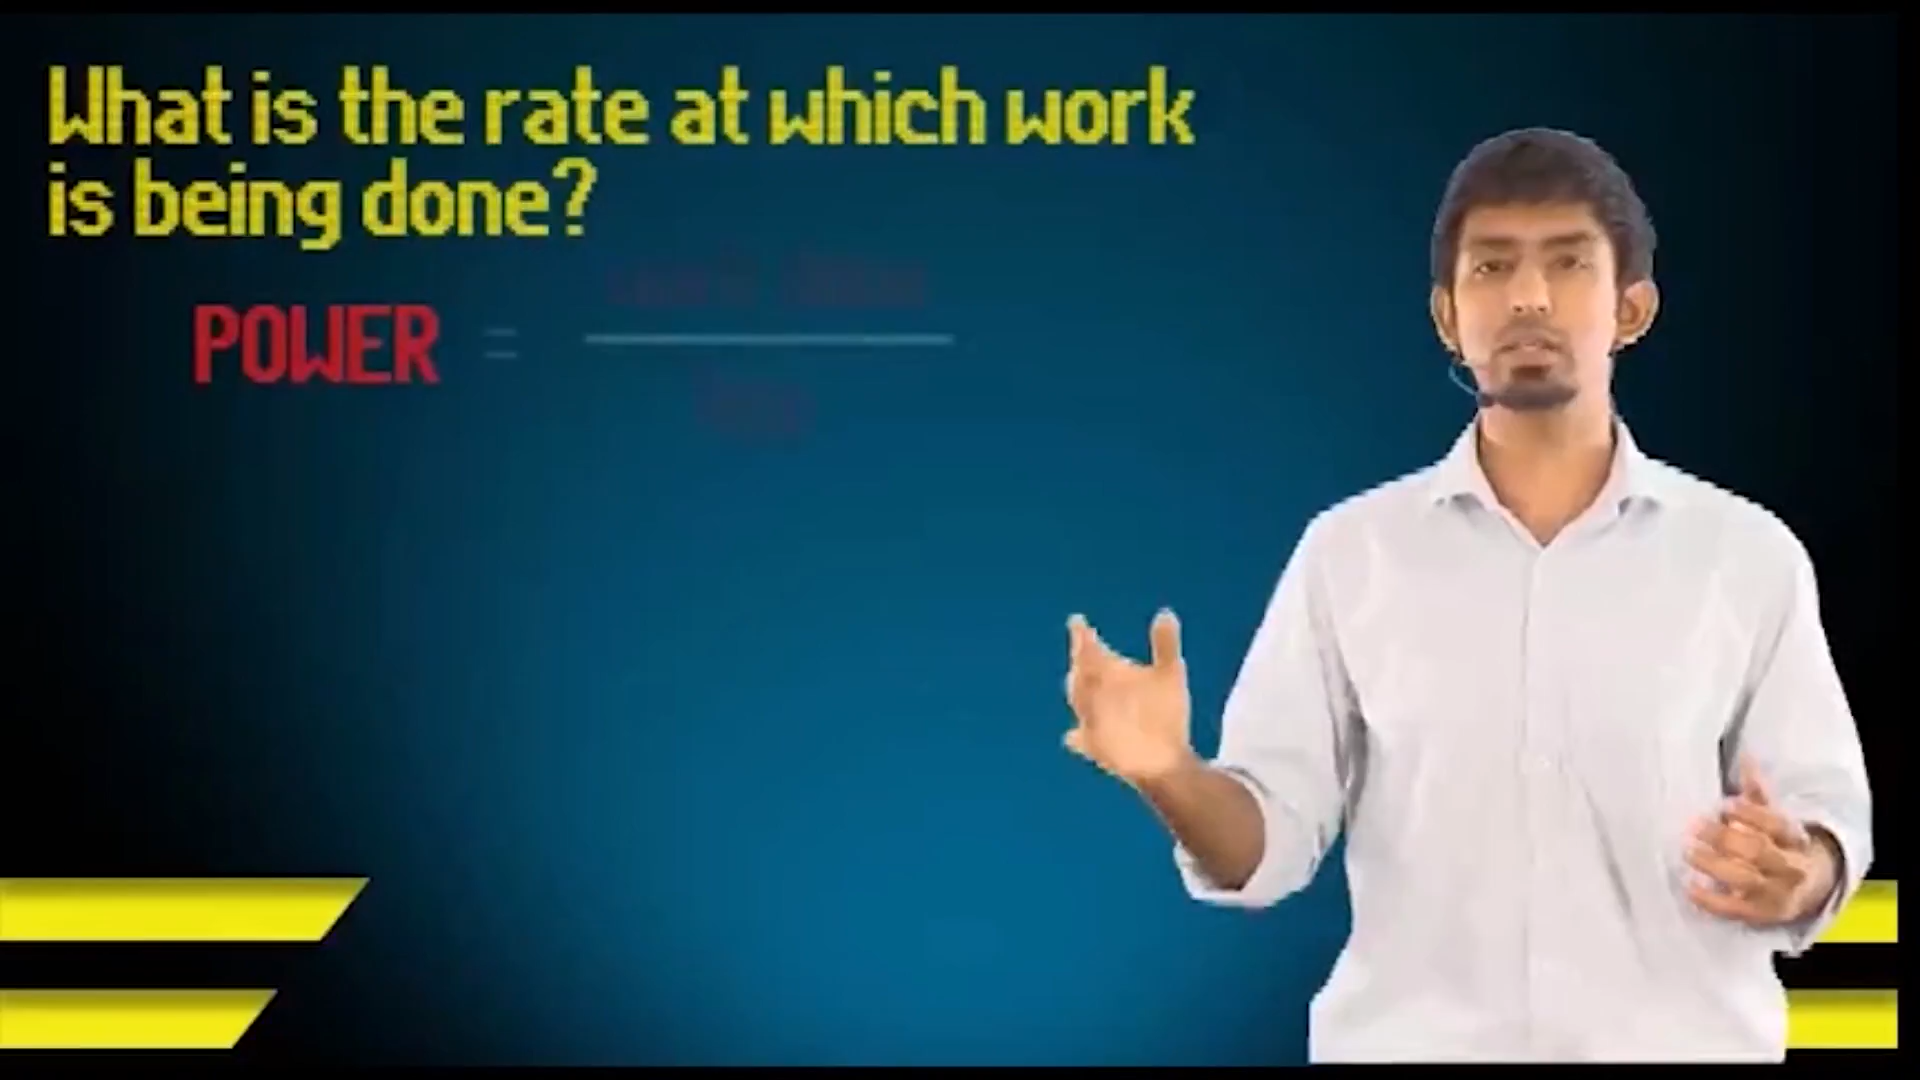 What is the rate at which work
is being done?
POWER =